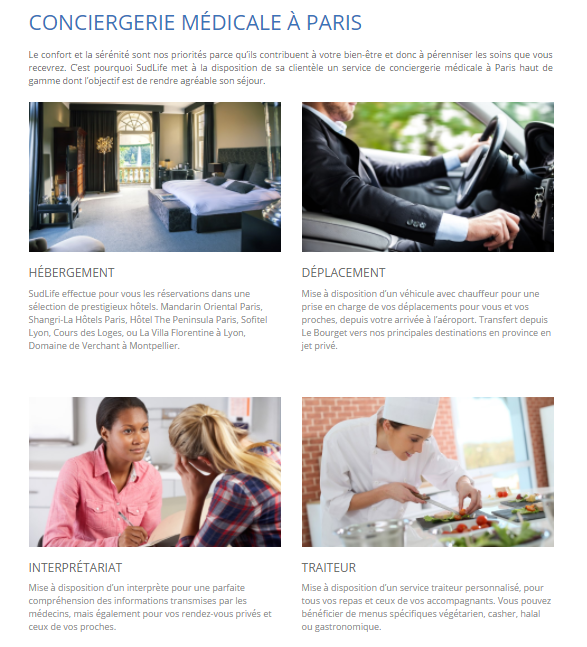 CONCIERGERIE MÉDICALE À PARIS
Le confort et la sérénité sont nos priorités parce qu'ils contribuent à votre bien-être et donc à pérenniser les soins que vous
recevrez. C'est pourquoi SudLife met à la disposition de sa clientèle un service de conciergerie médicale à Paris haut de
gamme dont l'objectif est de rendre agréable son séjour.
HÉBERGEMENT
SudLife effectue pour vous les réservations dans une
sélection de prestigieux hôtels. Mandarin Oriental Paris,
Shangri-La Hôtels Paris, Hôtel The Peninsula Paris, Sofitel
Lyon, Cours des Loges, ou La Villa Florentine à Lyon,
Domaine de Verchant à Montpellier.
DÉPLACEMENT
Mise à disposition d'un véhicule avec chauffeur pour une
prise en charge de vos déplacements pour vous et vos
proches, depuis votre arrivée à l'aéroport. Transfert depuis
Le Bourget vers nos principales destinations en province en
jet privé.
INTERPRÉTARIAT
Mise à disposition d'un interprète pour une parfaite
compréhension des informations transmises par les
médecins, mais également pour vos rendez-vous privés et
ceux de vos proches.
TRAITEUR
Mise à disposition d'un service traiteur personnalisé, pour
tous vos repas et ceux de vos accompagnants. Vous pouvez
bénéficier de menus spécifiques végétarien, casher, halal
ou gastronomique.